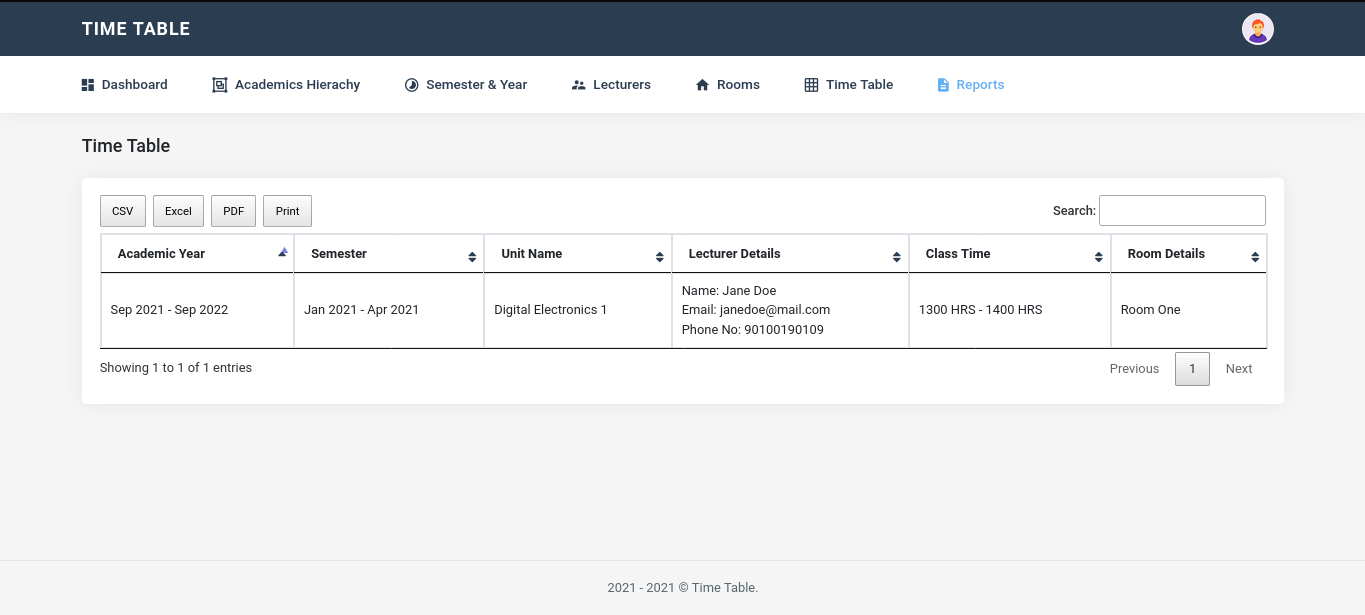 TIME TABLE
Dashboard Academics Hierachy Semester & Year Lecturers Rooms Time Table Reports
Time Table
CSV Excel PDF Print Search:
Academic Year Semester Unit Name Lecturer Details Class Time Room Details
Name: Jane Doe
Sep 2021 - Sep 2022 Jan 2021 - Apr 2021 Digital Electronics 1 Email: janedoe@mail.com 1300 HRS - 1400 HRS Room One
Phone No: 90100190109
Showing 1 to 1 of 1 entries Previous 1 Next
2021 - 2021 © Time Table.